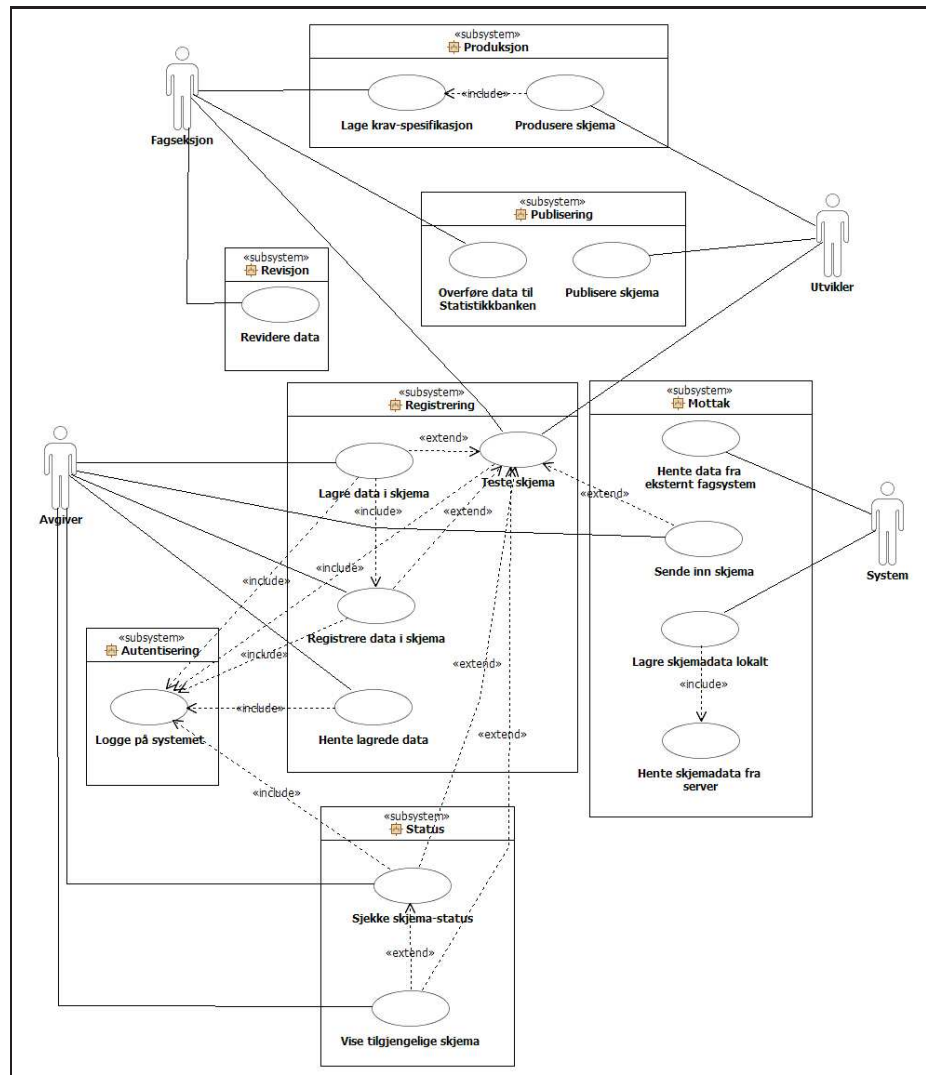 «subsystem»
Produksjon
«include»
Lage krav-spesifikasjon
Produsere skjema
Fagseksjon
«subsystem»
Publisering
Overføre data til
Statistikkbanken
Publisere skjema
Utvikler
«subsystem»
Revisjon
Revidere data
«subsystem»
Registrering
«extend»
Lagre data i skjema
Teste skjema
«include»
«extend»
«include»
«include»
Registrere data i skjema
«include»
«include»
Hente lagrede data
«subsystem»
Mottak
Hente data fra
eksternt fagsystem
«extend»
Sende inn skjema
Lagre skjemadata lokalt
«include»
Hente skjemadata fra
server
System
Avgiver
«subsystem»
Autentisering
Logge på systemet
«extend»
«extend»
«include»
«subsystem»
Status
Sjekke skjema-status
«extend»
Vise tilgjengelige skjema